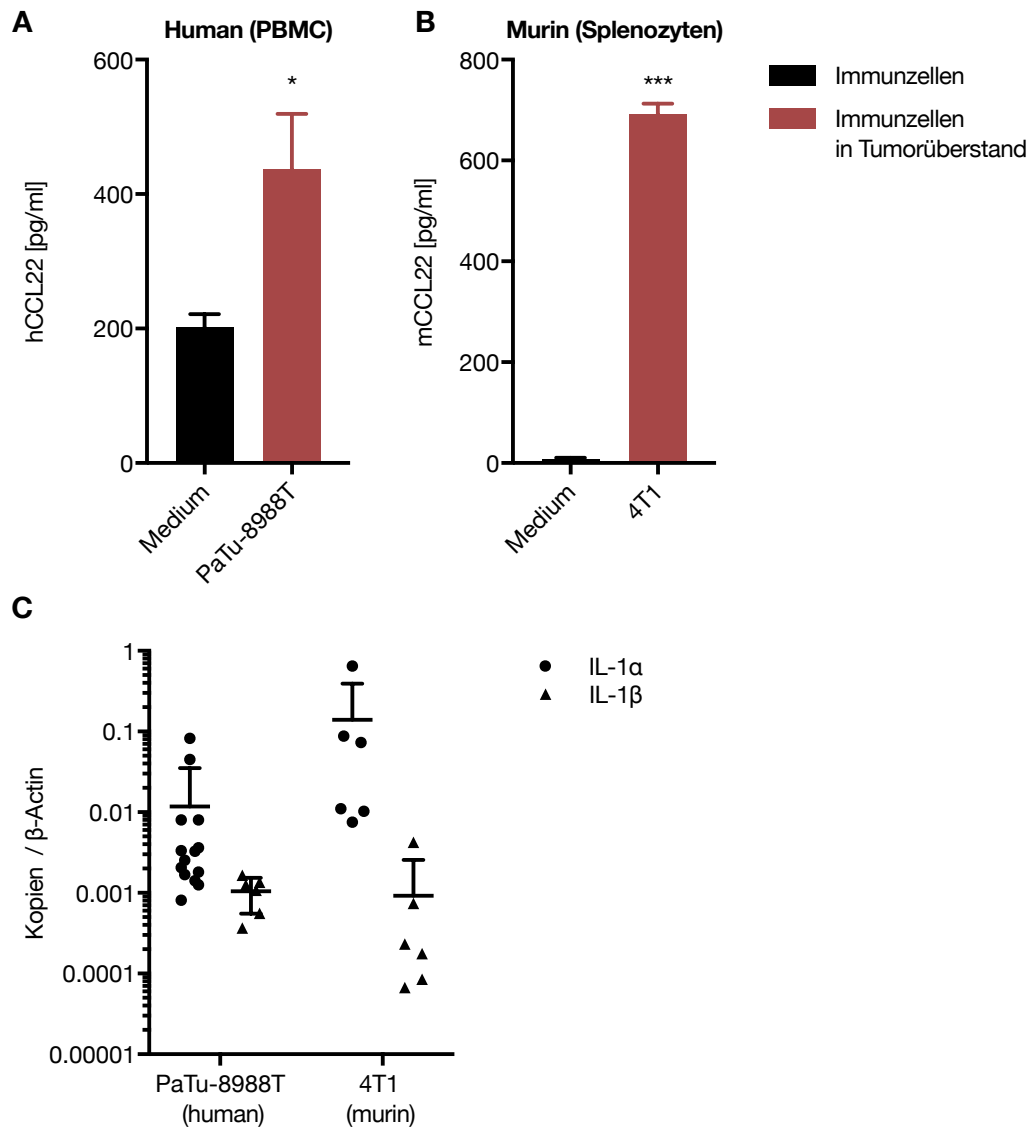 A
Human (PBMC)
hCCL22 [pg/ml]
600
400
200
0
*
Medium
PaTu-8988T
B
Murin (Splenozyten)
mCCL22 [pg/ml]
800
600
400
200
0
***
Medium
4T1
Immunzellen
Immunzellen
in Tumorüberstand
C
Kopien / β-Actin
1
0.1
0.01
0.001
0.0001
0.00001
PaTu-8988T
(human)
4T1
(murin)
IL-1α
IL-1β